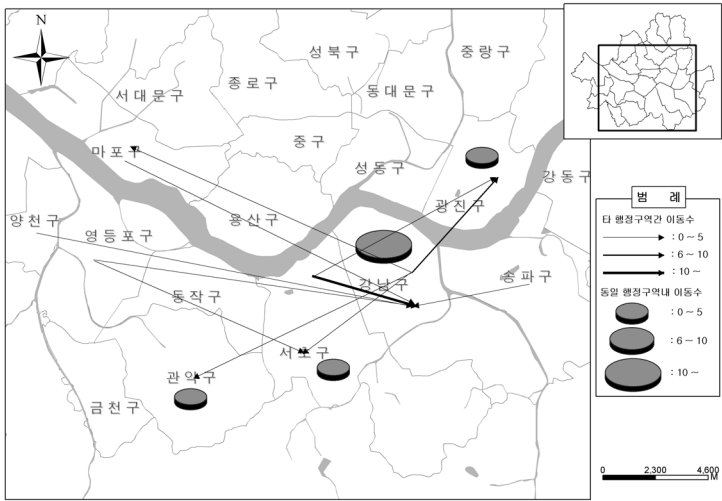 N
성북구
중랑구
종로구
서대문구
동대문구
중구
마포구
성동구
강동구
광진구
양천구
용산구
영등포구
강남구
송파구
동작구
서초구
관악구
금천구
범 례
타 행정구역간 이동수
: 0 ~ 5
: 6 ~ 10
: 10 ~
동일 행정구역내 이동수
: 0 ~ 5
: 6 ~ 10
: 10 ~
0 2,300 4,600
M